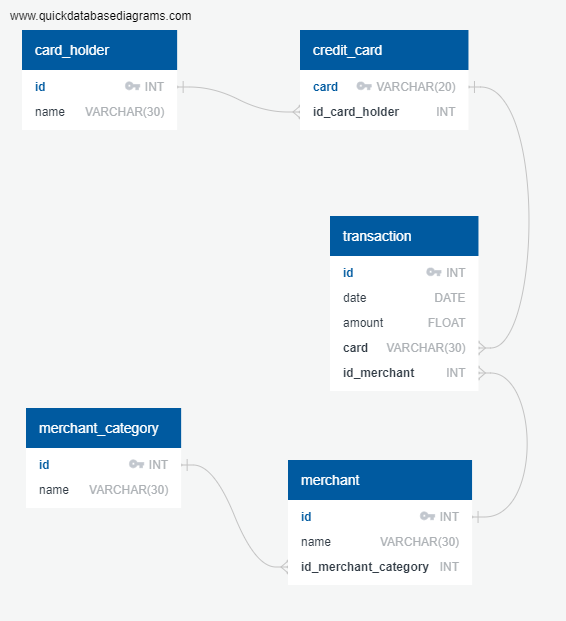 www.quickdatabasediagrams.com
card_holder
id INT
name VARCHAR(30)
credit_card
card VARCHAR(20)
id_card_holder INT
transaction
id INT
date DATE
amount FLOAT
card VARCHAR(30)
id_merchant INT
merchant_category
id INT
name VARCHAR(30)
merchant
id INT
name VARCHAR(30)
id_merchant_category INT